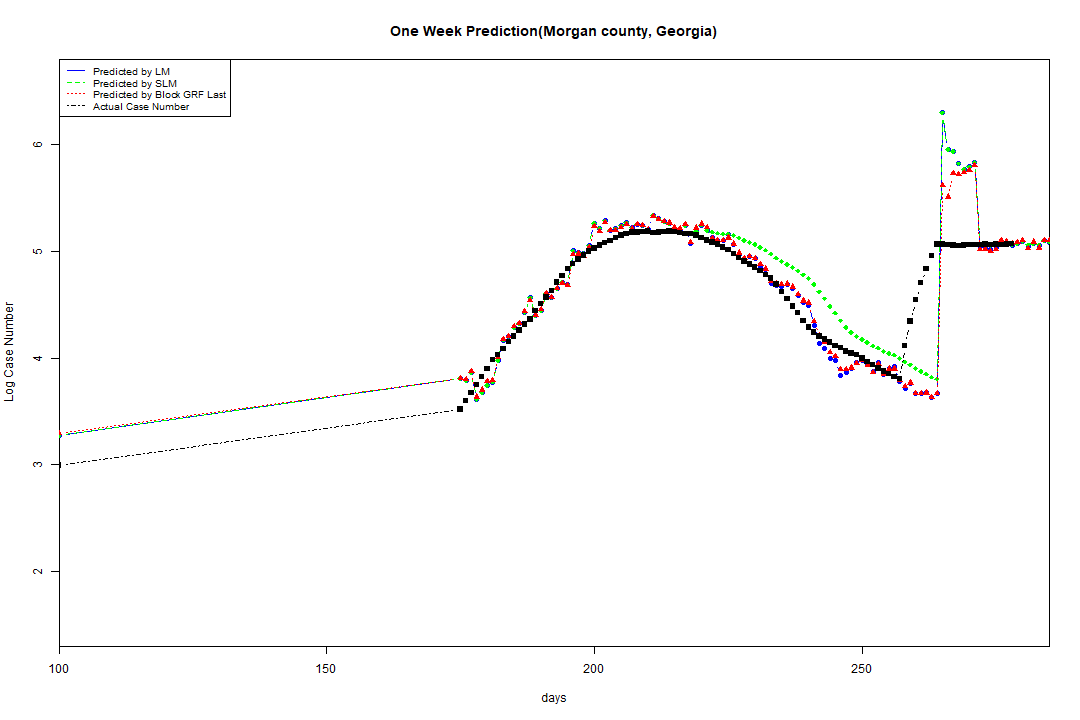 One Week Prediction(Morgan county, Georgia)
Predicted by LM
Predicted by SLM
Predicted by Block GRF Last
Actual Case Number
6
5
4
3
2
Log Case Number
100
150
200
250
days